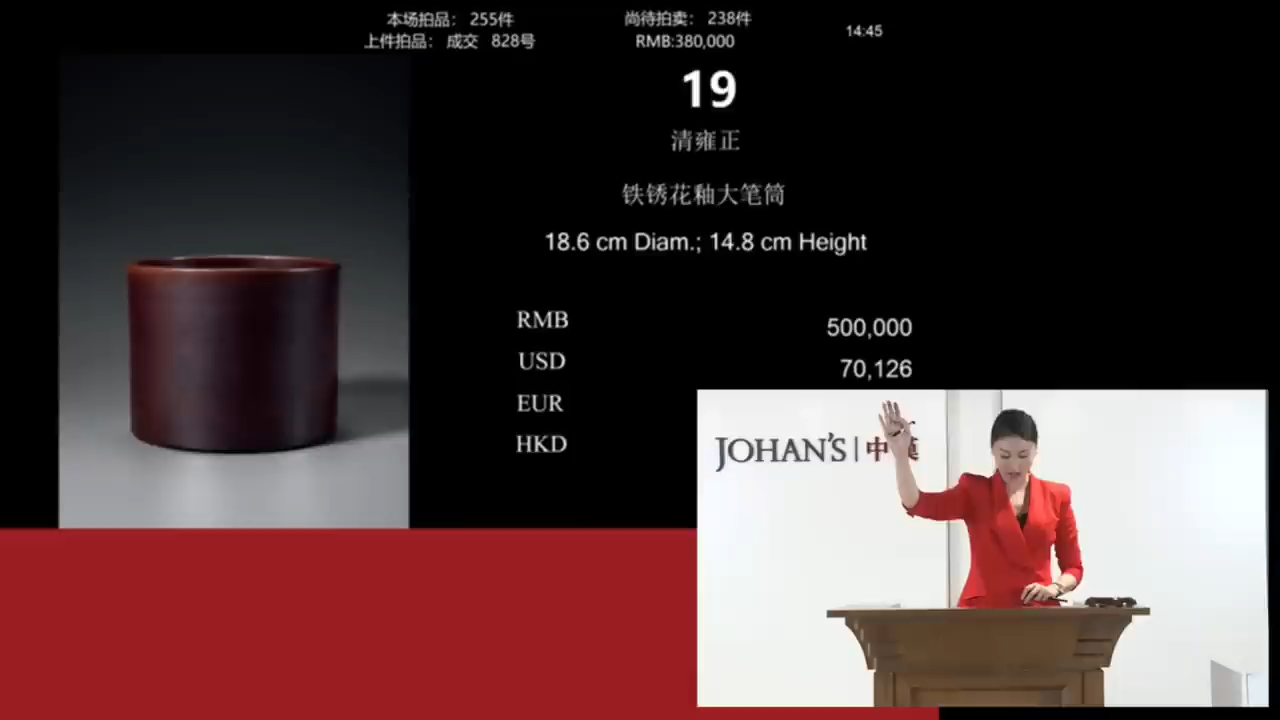 本场拍品： 255件
尚待拍卖： 238件
上件拍品： 成交 828号
RMB:380,000
14:45
19
清雍正
铁锈花釉大笔筒
18.6 cm Diam.; 14.8 cm Height
RMB 500,000
USD 70,126
EUR
HKD
JOHAN'S | 中